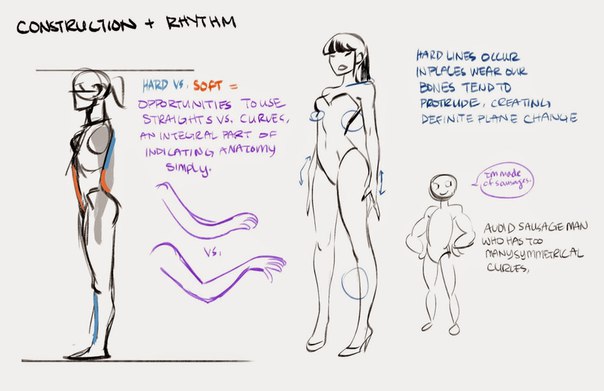 CONSTRUCTION + RHYTHM
HARD VS. SOFT =
OPPORTUNITIES TO USE
STRAIGHTS VS. CURVES,
AN INTEGRAL PART OF
INDICATING ANATOMY
SIMPLY.
VS.
HARD LINES OCCUR
IN PLACES WEAR OUR
BONES TEND TO
PROTRUDE, CREATING
DEFINITE PLANE CHANGE
I'm made
of sausages.
AVOID SAUSAGE MAN
WHO HAS TOO
MANY SYMMETRICAL
CURVES.